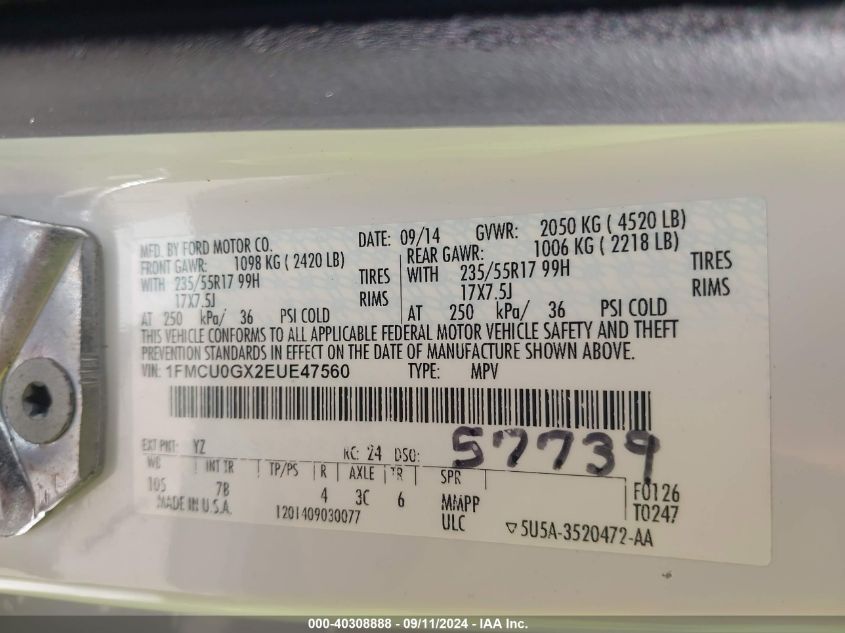 MFD. BY FORD MOTOR CO. DATE: 09/14 GVWR: 2050 KG ( 4520 LB)
FRONT GAWR: 1098 KG ( 2420 LB) REAR GAWR: 1006 KG ( 2218 LB)
WITH 235/55R17 99H TIRES WITH 235/55R17 99H TIRES
17X7.5J RIMS 17X7.5J RIMS
AT 250 kPa/ 36 PSI COLD AT 250 kPa/ 36 PSI COLD
THIS VEHICLE CONFORMS TO ALL APPLICABLE FEDERAL MOTOR VEHICLE SAFETY AND THEFT
PREVENTION STANDARDS IN EFFECT ON THE DATE OF MANUFACTURE SHOWN ABOVE.
VIN: 1FMCU0GX2EUE47560 TYPE: MPV
57739
EXT PNT: YZ RC: 24 DSO:
WB INT TR TP/PS R AXLE TR SPR F0126
105 7B 4 3C 6 MMPP T0247
MADE IN U.S.A. 1201409030077 ULC ▽5U5A-3520472-AA
000-40308888 - 09/11/2024 - IAA Inc.